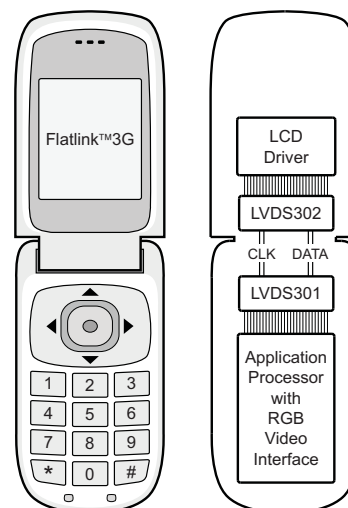 Flatlink™3G
1 2 3
4 5 6
7 8 9
* 0 #
LCD
Driver
LVDS302
CLK DATA
LVDS301
Application
Processor
with
RGB
Video
Interface